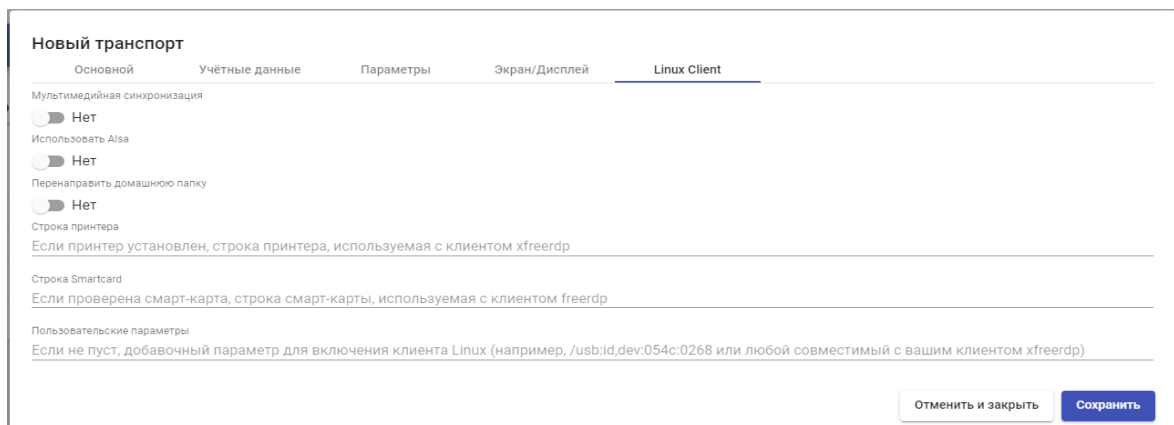 Новый транспорт
Основной Учётные данные Параметры Экран/Дисплей Linux Client
Мультимедийная синхронизация
Нет
Использовать Alsa
Нет
Перенаправить домашнюю папку
Нет
Строка принтера
Если принтер установлен, строка принтера, используемая с клиентом xfreerdp
Строка Smartcard
Если проверена смарт-карта, строка смарт-карты, используемая с клиентом freerdp
Пользовательские параметры
Если не пуст, добавочный параметр для включения клиента Linux (например, /usb:id,dev:054c:0268 или любой совместимый с вашим клиентом xfreerdp)
Отменить и закрыть Сохранить